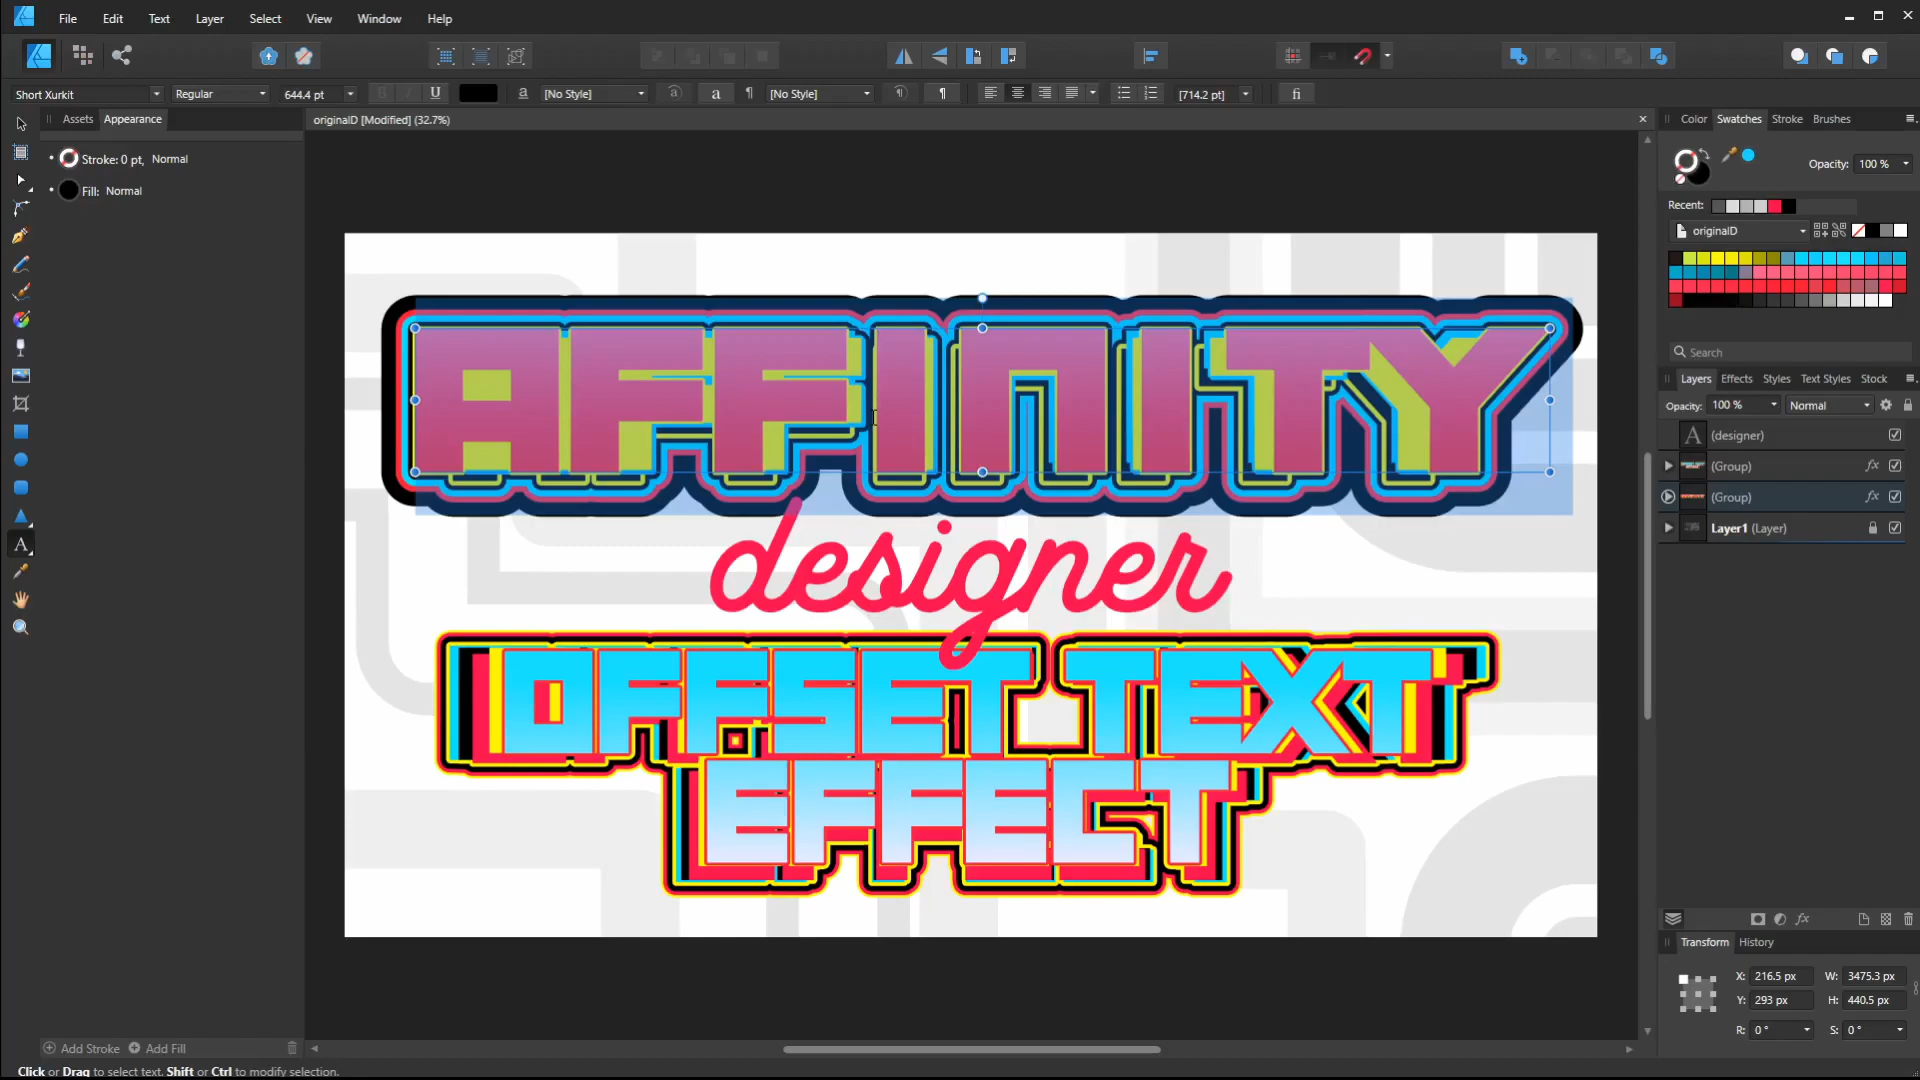 File Edit Text Layer Select View Window Help
Short Xurkit Regular 644.4 pt B I U a [No Style] a a ¶ [No Style] ¶ ¶ [714.2 pt] fi
Assets Appearance
originalD [Modified] (32.7%)
Color Swatches Stroke Brushes
Stroke: 0 pt, Normal
Fill: Normal
Opacity: 100 %
Recent:
originalD
Search
Layers Effects Styles Text Styles Stock
Opacity: 100 % Normal
A (designer)
(Group) fx
(Group) fx
Layer1 (Layer)
AFFINITY
designer
OFFSET TEXT
EFFECT
fx
Transform History
X: 216.5 px W: 3475.3 px
Y: 293 px H: 440.5 px
R: 0 ° S: 0 °
Add Stroke Add Fill
Click or Drag to select text. Shift or Ctrl to modify selection.